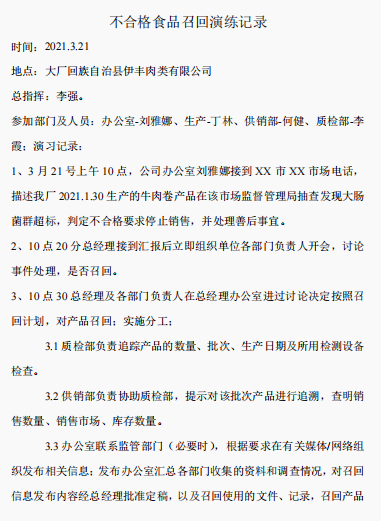 不合格食品召回演练记录
时间：2021.3.21
地点：大厂回族自治县伊丰肉类有限公司
总指挥：李强。
参加部门及人员：办公室-刘雅娜、生产-丁林、供销部-何健、质检部-李
霞；演习记录：
1、3 月 21 号上午 10 点，公司办公室刘雅娜接到 XX 市 XX 市场电话，
描述我厂 2021.1.30 生产的牛肉卷产品在该市场监督管理局抽查发现大肠
菌群超标，判定不合格要求停止销售，并处理善后事宜。
2、10 点 20 分总经理接到汇报后立即组织单位各部门负责人开会，讨论
事件处理，是否召回。
3、10 点 30 总经理及各部门负责人在总经理办公室进过讨论决定按照召
回计划，对产品召回；实施分工；
3.1 质检部负责追踪产品的数量、批次、生产日期及所用检测设备
检查。
3.2 供销部负责协助质检部，提示对该批次产品进行追溯，查明销
售数量、销售市场、库存数量。
3.3 办公室联系监管部门（必要时），根据要求在有关媒体/网络组
织发布相关信息；发布办公室汇总各部门收集的资料和调查情况，对召回
信息发布内容经总经理批准定稿，以及召回使用的文件、记录，召回产品